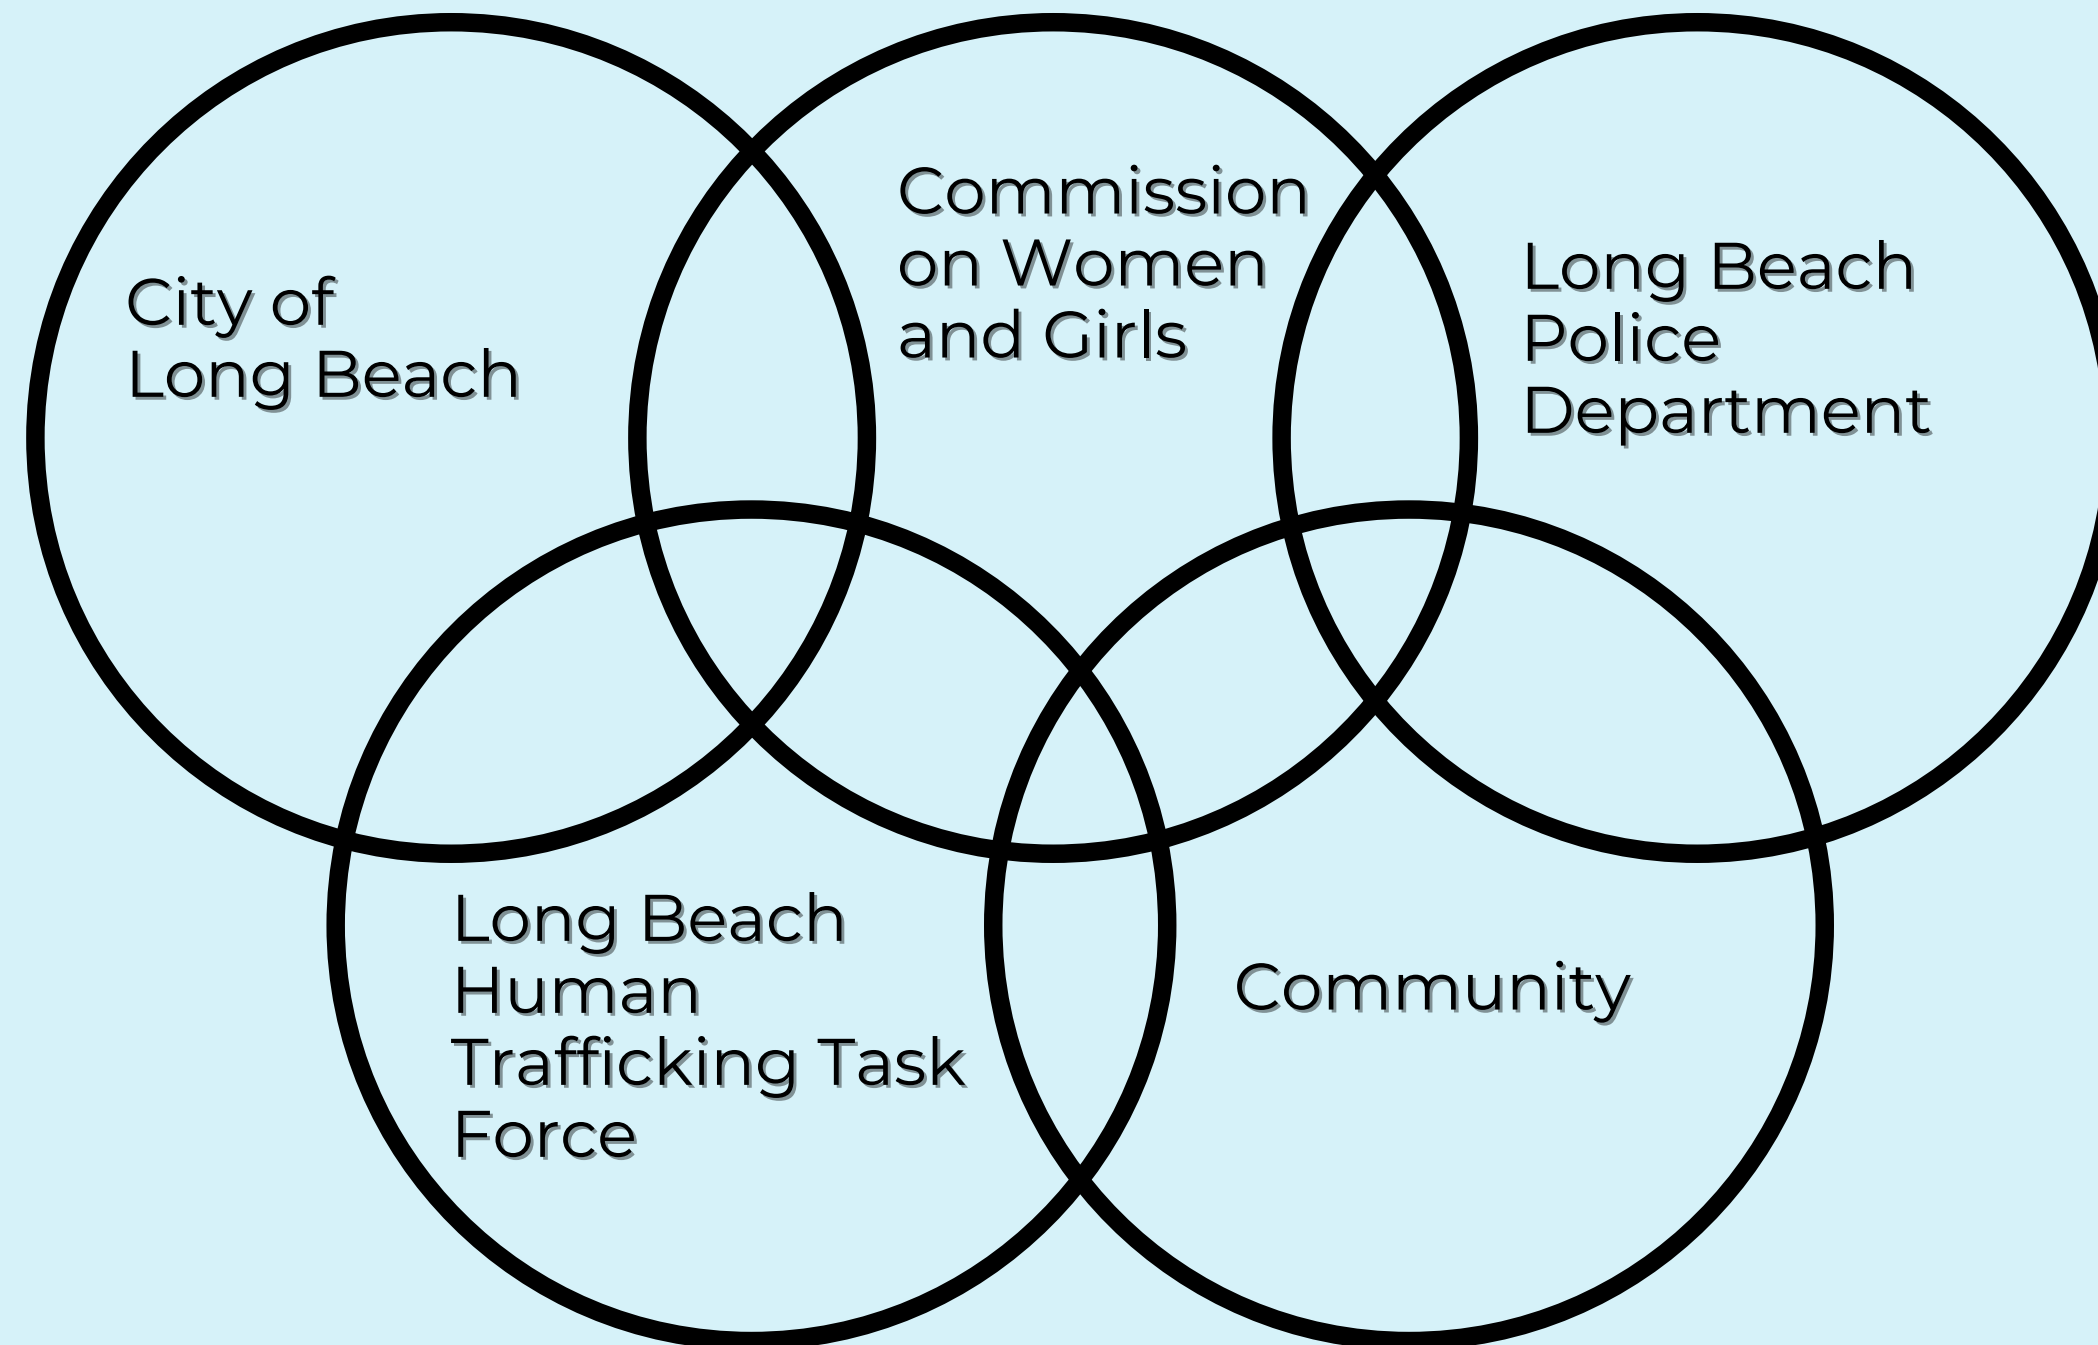 City of
Long Beach
Commission
on Women
and Girls
Long Beach
Police
Department
Long Beach
Human
Trafficking Task
Force
Community